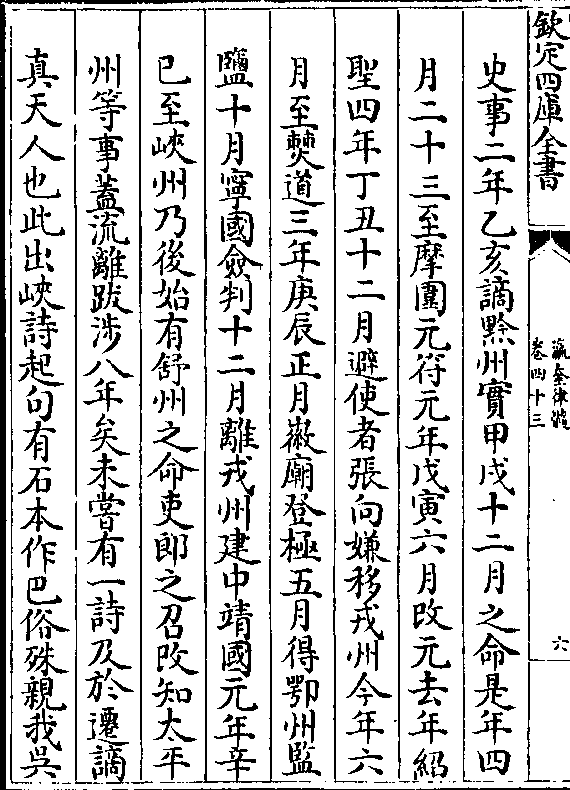 欽定四庫全書
瀛奎律髓
卷四十三
六
史事二年乙亥謫黔州實甲戌十二月之命是年四
月二十三至摩圍元符元年戊寅六月改元去年紹
聖四年丁丑十二月避使者張向嫌移戎州今年六
月至僰道三年庚辰正月徽廟登極五月得鄂州監
鹽十月寧國僉判十二月離戎州建中靖國元年辛
巳至峽州乃後始有舒州之命吏郎之召改知太平
州等事蓋流離跋涉八年矣未嘗有一詩及於遷謫
真天人也此出峽詩起句有石本作巴俗殊親我吳